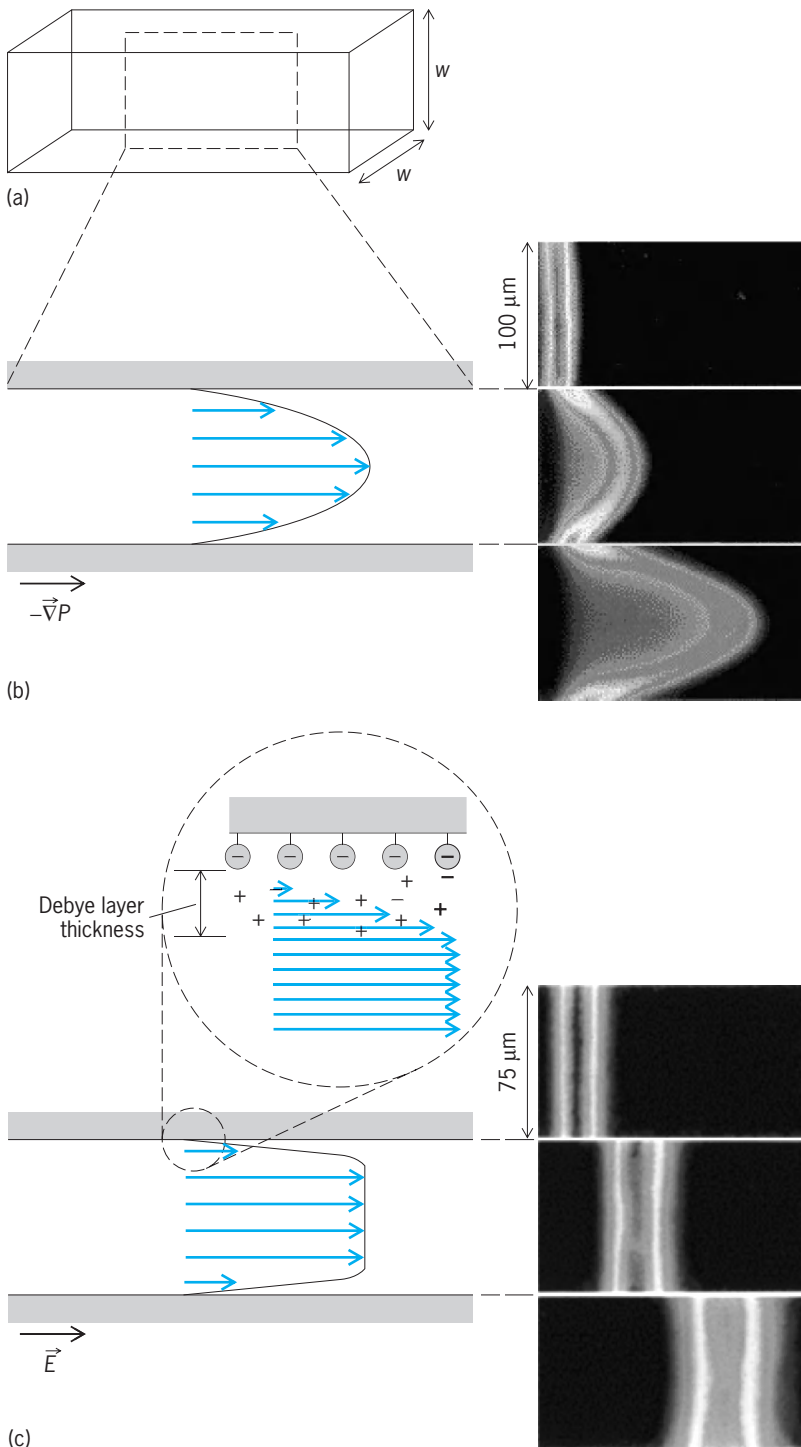 w
w
(a)
100 μm
−∇⃗P
(b)
− − − − −
Debye layer
thickness
+ + + + + + + + +
− − −
75 μm
E⃗
(c)